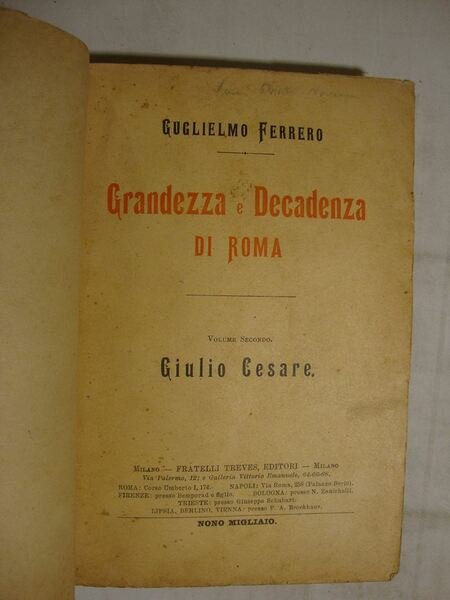 GUGLIELMO FERRERO
Grandezza e Decadenza
DI ROMA
VOLUME SECONDO.
Giulio Cesare.
MILANO — FRATELLI TREVES, EDITORI — MILANO
Via Palermo, 12; e Galleria Vittorio Emanuele, 64-66-68.
ROMA: Corso Umberto I, 174. NAPOLI: Via Roma, 258 (Palazzo Berio).
FIRENZE: presso Bemporad e figlio. BOLOGNA: presso N. Zanichelli.
TRIESTE: presso Giuseppe Schubart.
LIPSIA, BERLINO, VIENNA: presso F. A. Brockhaus.
NONO MIGLIAIO.